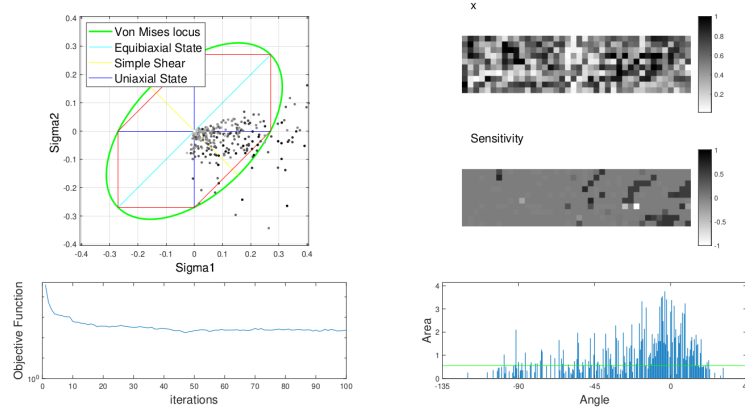 x
Von Mises locus
Equibiaxial State
Simple Shear
Uniaxial State
Sigma2
0.4
0.3
0.2
0.1
0
-0.1
-0.2
-0.3
-0.4
-0.4 -0.3 -0.2 -0.1 0 0.1 0.2 0.3 0.4
Sigma1
1
0.8
0.6
0.4
0.2
Sensitivity
1
0.5
0
-0.5
-1
Objective Function
10⁰
0 10 20 30 40 50 60 70 80 90 100
iterations
Area
4
3
2
1
0
-135 -90 -45 0
Angle